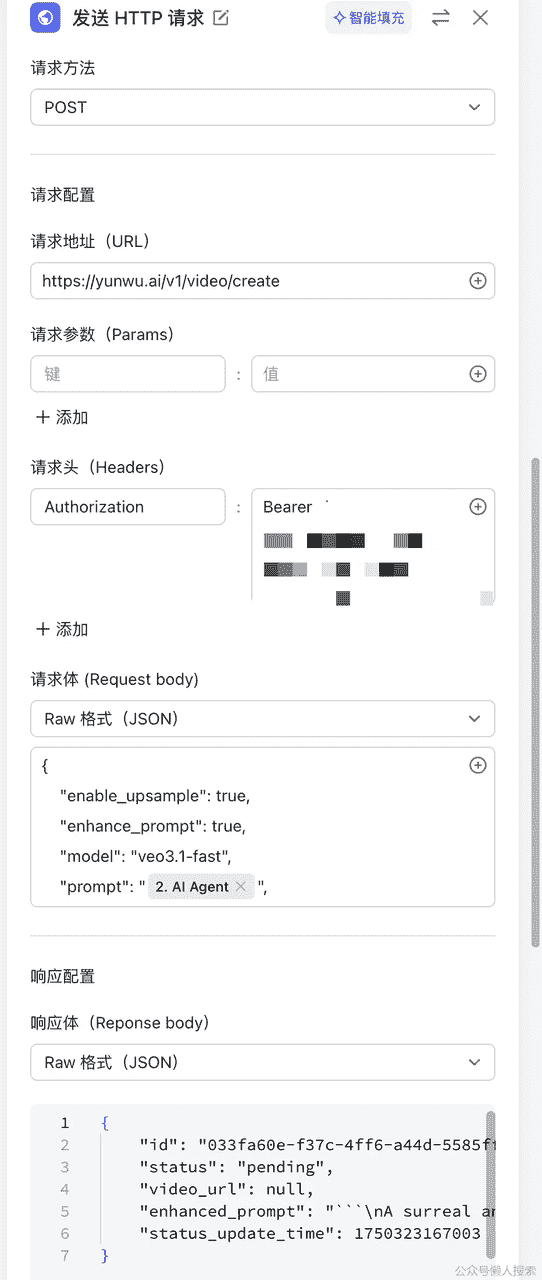 发送 HTTP 请求
智能填充
请求方法
POST
请求配置
请求地址（URL）
https://yunwu.ai/v1/video/create
请求参数（Params）
键 : 值
添加
请求头（Headers）
Authorization : Bearer
添加
请求体 (Request body)
Raw 格式（JSON）
{
"enable_upsample": true,
"enhance_prompt": true,
"model": "veo3.1-fast",
"prompt": " 2. AI Agent ",
响应配置
响应体（Reponse body）
Raw 格式（JSON）
1 {
2 "id": "033fa60e-f37c-4ff6-a44d-5585f
3 "status": "pending",
4 "video_url": null,
5 "enhanced_prompt": "```\nA surreal an
6 "status_update_time": 1750323167003
7 }
公众号懒人搜索